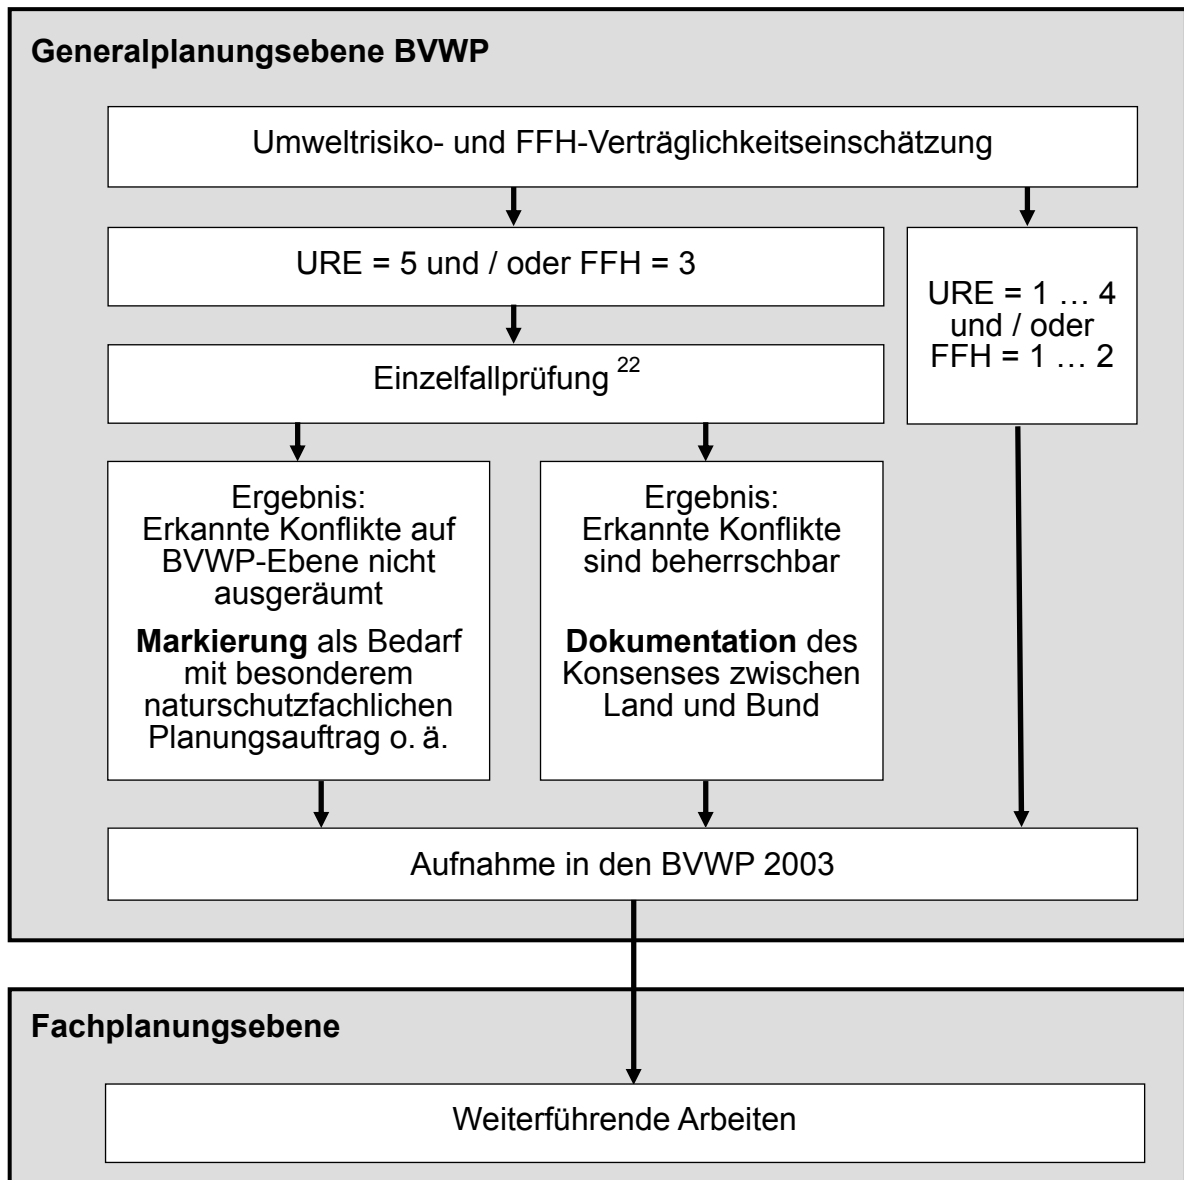 Generalplanungsebene BVWP
Umweltrisiko- und FFH-Verträglichkeitseinschätzung
URE = 5 und / oder FFH = 3
URE = 1 … 4
und / oder
FFH = 1 … 2
Einzelfallprüfung 22
Ergebnis:
Erkannte Konflikte auf
BVWP-Ebene nicht
ausgeräumt
Markierung als Bedarf
mit besonderem
naturschutzfachlichen
Planungsauftrag o. ä.
Ergebnis:
Erkannte Konflikte
sind beherrschbar
Dokumentation des
Konsenses zwischen
Land und Bund
Aufnahme in den BVWP 2003
Fachplanungsebene
Weiterführende Arbeiten